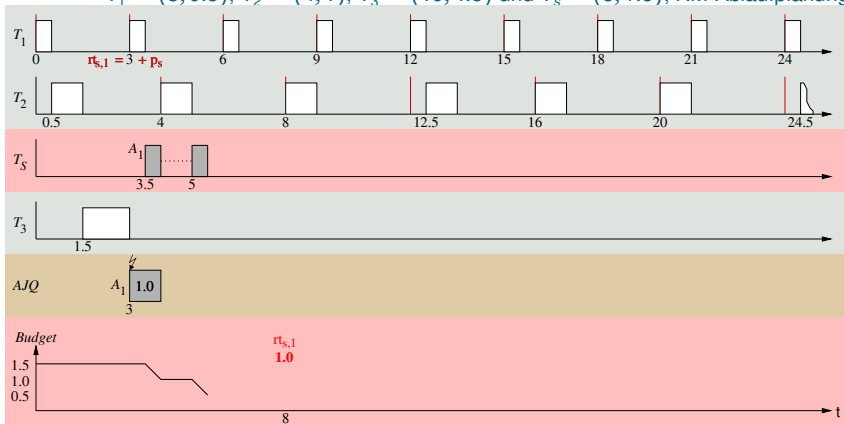 T1 0 rts,1 = 3 + ps 6 9 12 15 18 21 24
T2 0.5 4 8 12.5 16 20 24.5
TS A1 3.5 5
T3 1.5
AJQ A1 1.0 3
Budget rts,1
1.0
1.5
1.0
0.5
8 t